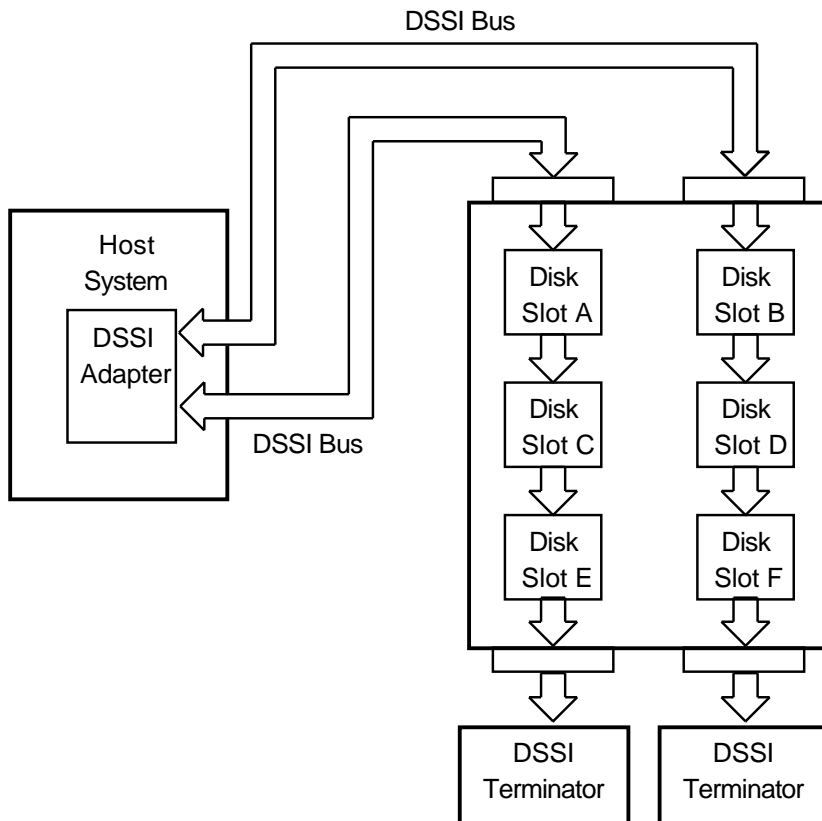 DSSI Bus
Host
System
DSSI
Adapter
DSSI Bus
Disk
Slot A
Disk
Slot B
Disk
Slot C
Disk
Slot D
Disk
Slot E
Disk
Slot F
DSSI
Terminator
DSSI
Terminator